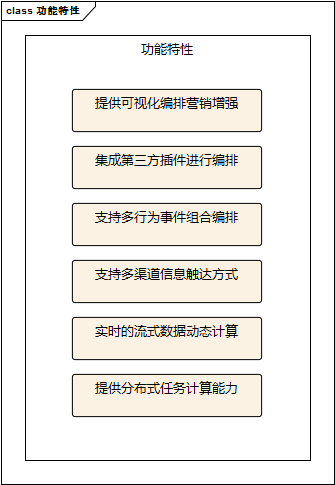 class 功能特性
功能特性
提供可视化编排营销增强
集成第三方插件进行编排
支持多行为事件组合编排
支持多渠道信息触达方式
实时的流式数据动态计算
提供分布式任务计算能力